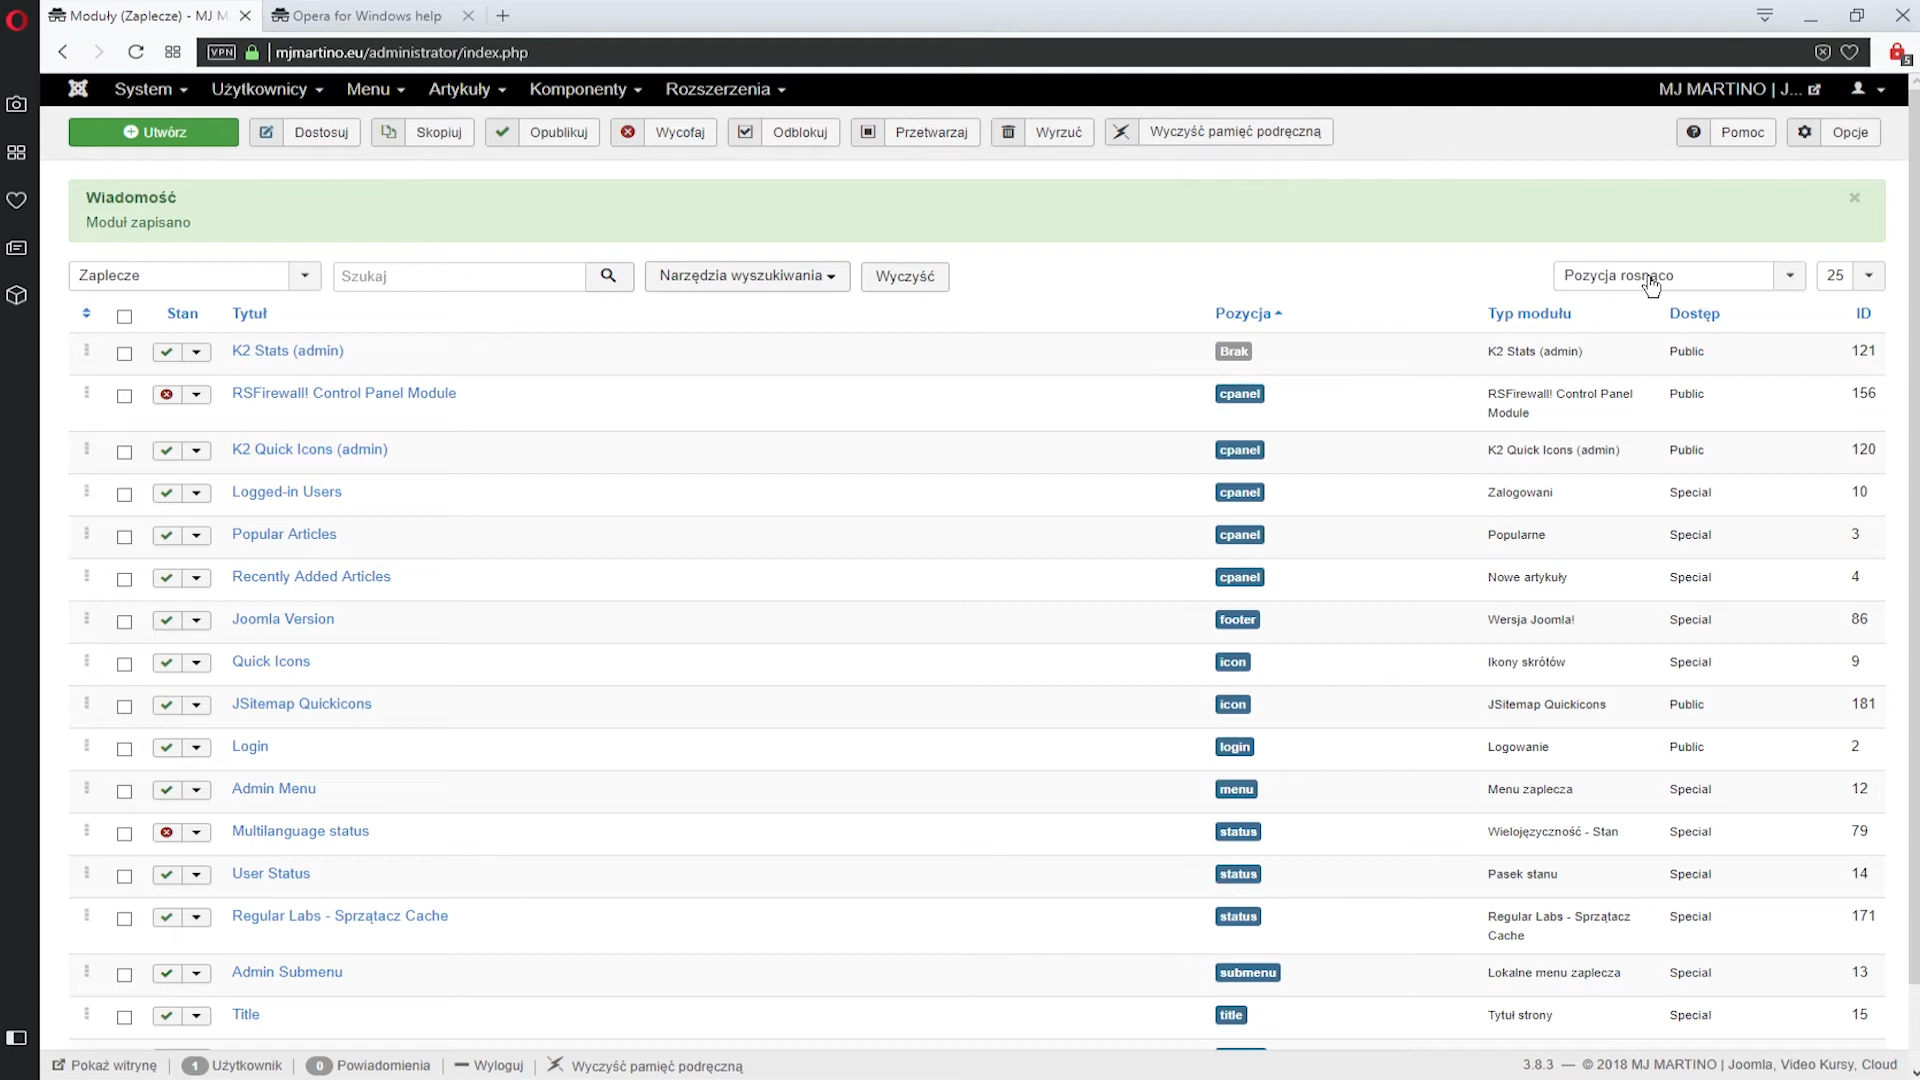 Moduły (Zaplecze) - MJ M
Opera for Windows help
VPN
mjmartino.eu/administrator/index.php
5
System
Użytkownicy
Menu
Artykuły
Komponenty
Rozszerzenia
MJ MARTINO | J...
Utwórz
Dostosuj
Skopiuj
Opublikuj
Wycofaj
Odblokuj
Przetwarzaj
Wyrzuć
Wyczyść pamięć podręczną
Pomoc
Opcje
Wiadomość
Moduł zapisano
Zaplecze
Szukaj
Narzędzia wyszukiwania
Wyczyść
Pozycja rosnąco
25
Stan Tytuł Pozycja Typ modułu Dostęp ID
K2 Stats (admin) Brak K2 Stats (admin) Public 121
RSFirewall! Control Panel Module cpanel RSFirewall! Control Panel Module Public 156
K2 Quick Icons (admin) cpanel K2 Quick Icons (admin) Public 120
Logged-in Users cpanel Zalogowani Special 10
Popular Articles cpanel Popularne Special 3
Recently Added Articles cpanel Nowe artykuły Special 4
Joomla Version footer Wersja Joomla! Special 86
Quick Icons icon Ikony skrótów Special 9
JSitemap Quickicons icon JSitemap Quickicons Public 181
Login login Logowanie Public 2
Admin Menu menu Menu zaplecza Special 12
Multilanguage status status Wielojęzyczność - Stan Special 79
User Status status Pasek stanu Special 14
Regular Labs - Sprzątacz Cache status Regular Labs - Sprzątacz Cache Special 171
Admin Submenu submenu Lokalne menu zaplecza Special 13
Title title Tytuł strony Special 15
Pokaż witrynę
1 Użytkownik
0 Powiadomienia
Wyloguj
Wyczyść pamięć podręczną
3.8.3 — © 2018 MJ MARTINO | Joomla, Video Kursy, Cloud